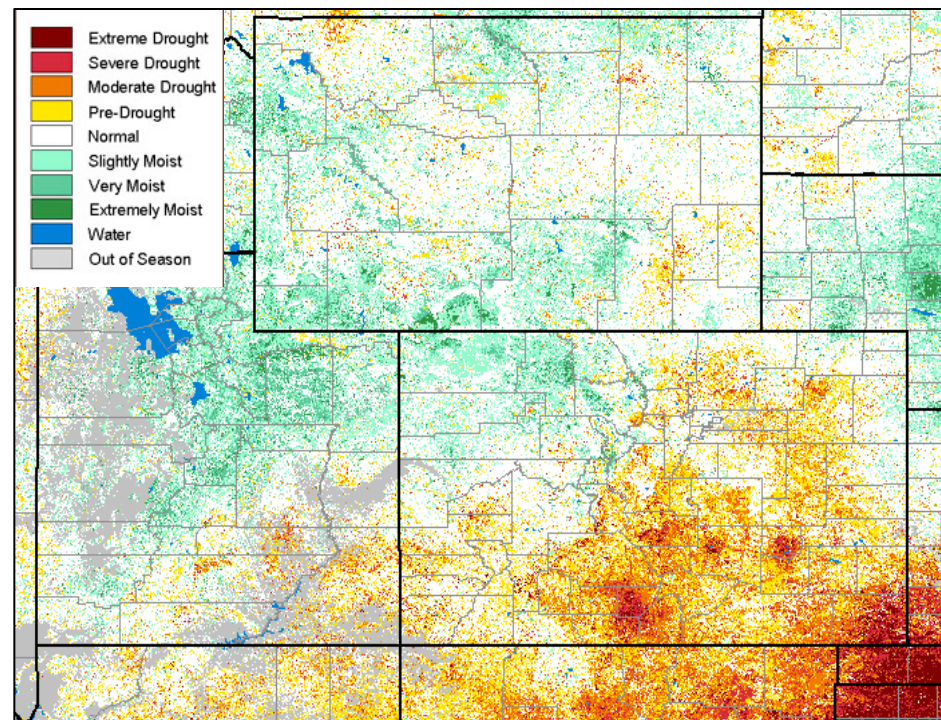 Extreme Drought
Severe Drought
Moderate Drought
Pre-Drought
Normal
Slightly Moist
Very Moist
Extremely Moist
Water
Out of Season